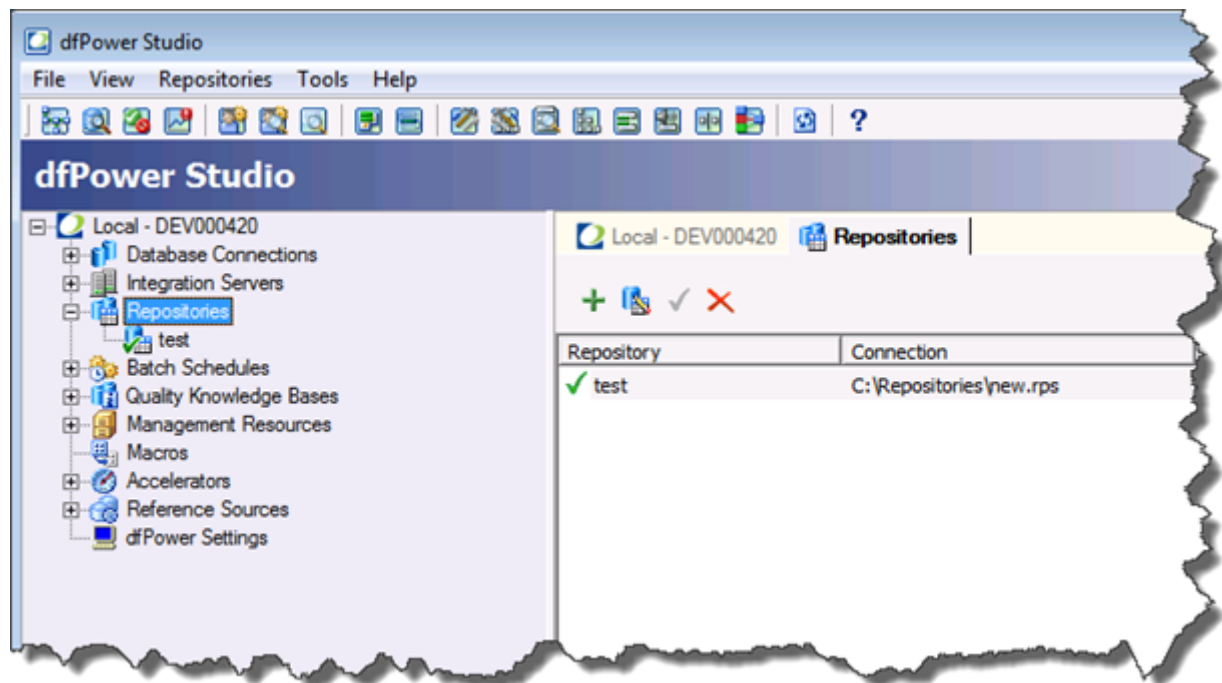 dfPower Studio
File View Repositories Tools Help
?
dfPower Studio
Local - DEV000420
Database Connections
Integration Servers
Repositories
test
Batch Schedules
Quality Knowledge Bases
Management Resources
Macros
Accelerators
Reference Sources
dfPower Settings
Local - DEV000420 Repositories
Repository Connection
test C:\Repositories\new.rps